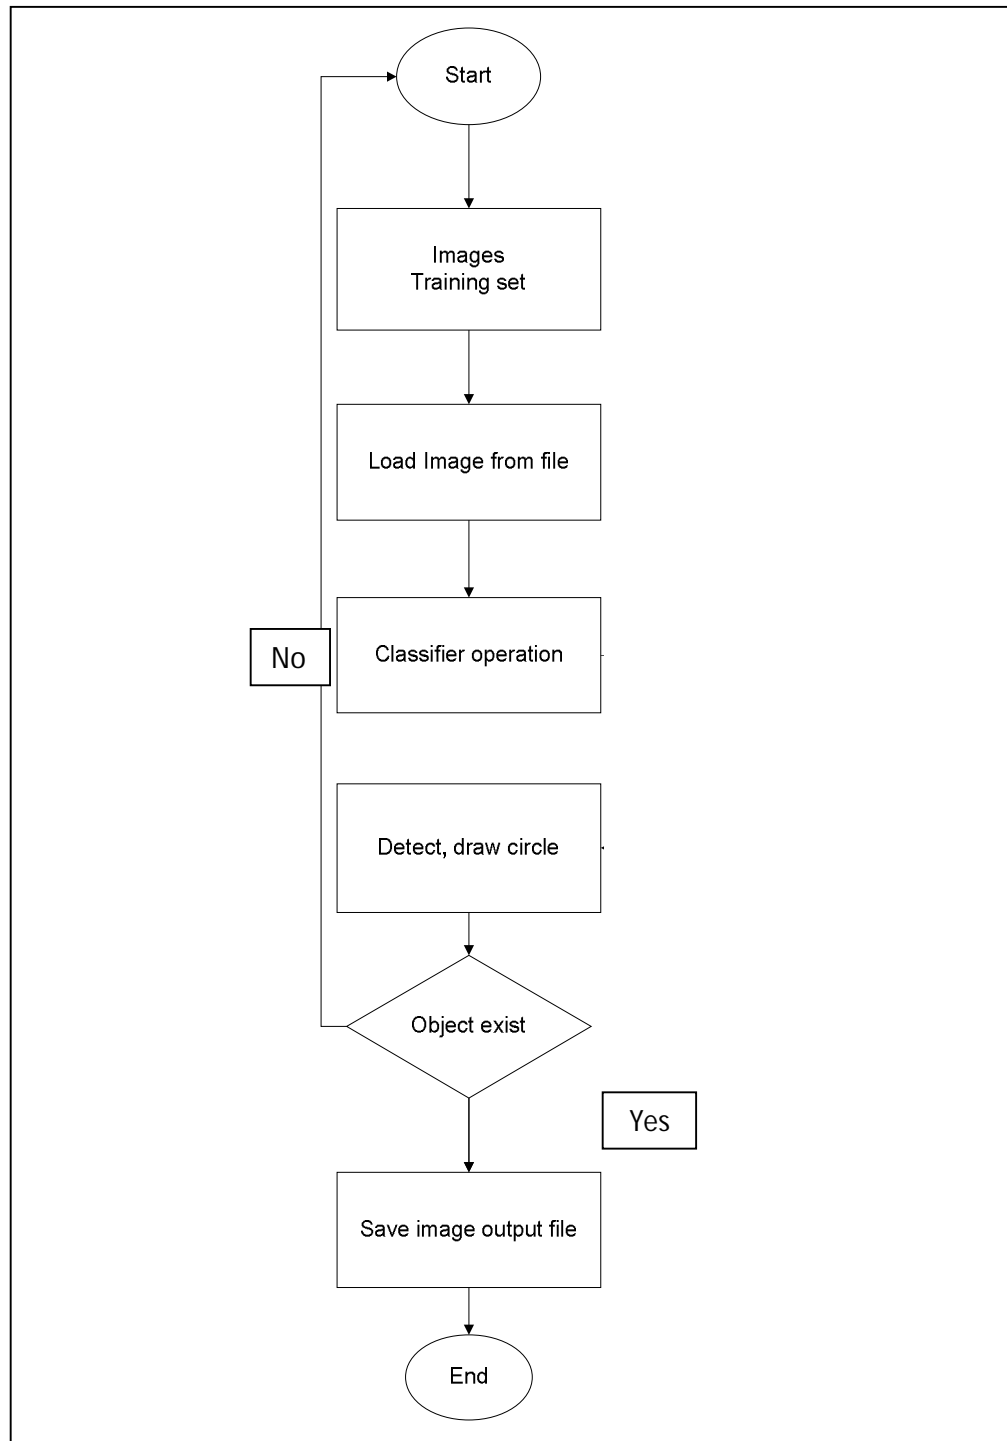 Start
Images
Training set
Load Image from file
No
Classifier operation
Detect, draw circle
Object exist
Yes
Save image output file
End